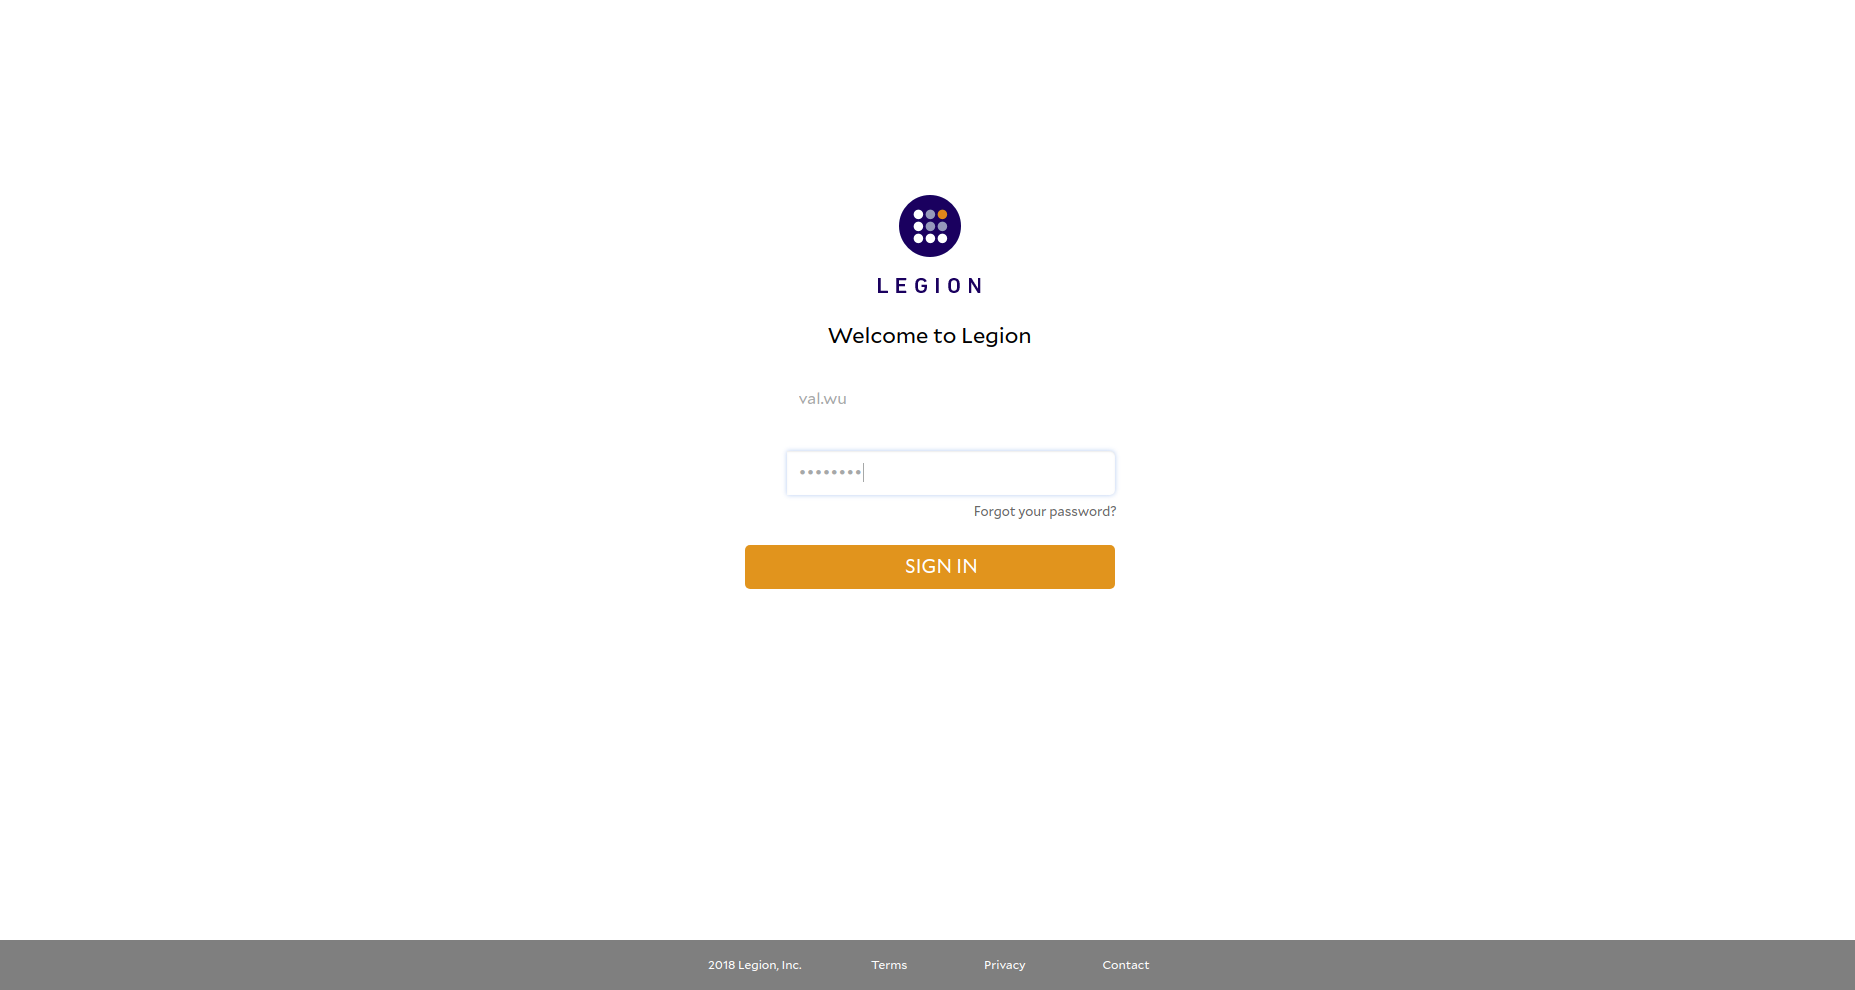 LEGION
Welcome to Legion
val.wu
••••••••
Forgot your password?
SIGN IN
2018 Legion, Inc. Terms Privacy Contact